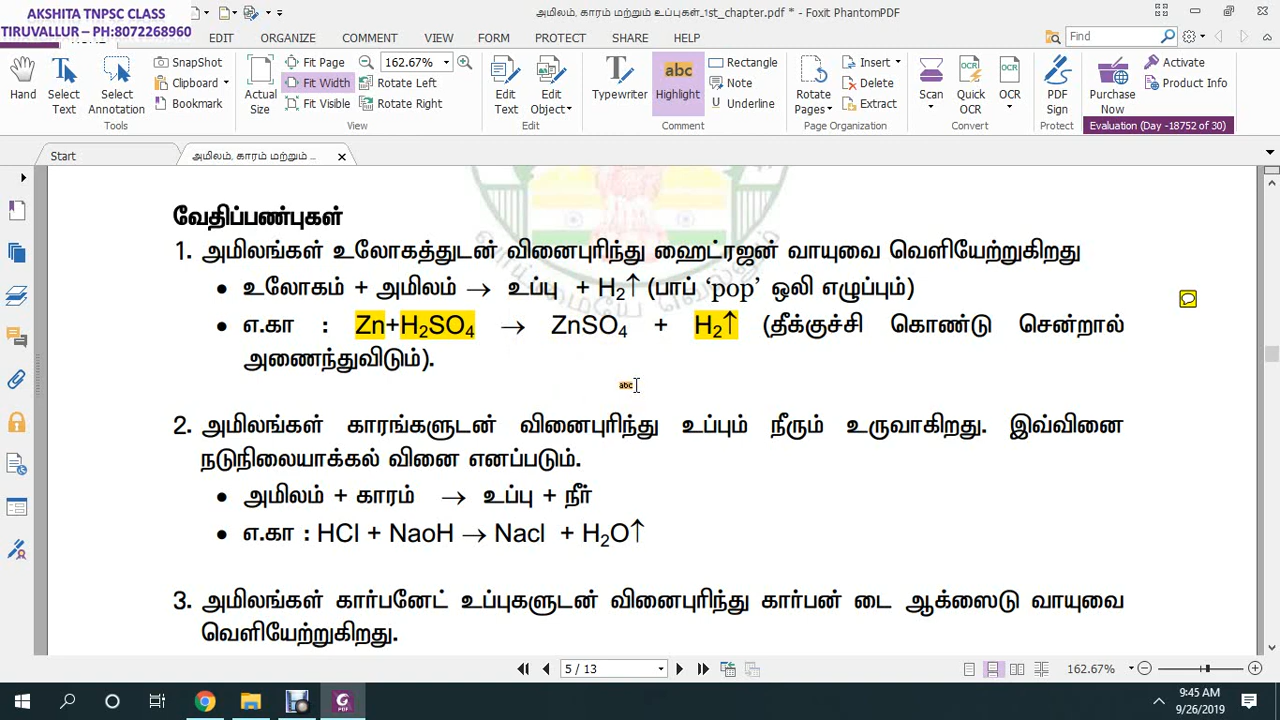 AKSHITA TNPSC CLASS
TIRUVALLUR – PH:8072268960
அமிலம், காரம் மற்றும் உப்புகள்_1st_chapter.pdf * - Foxit PhantomPDF
EDIT ORGANIZE COMMENT VIEW FORM PROTECT SHARE HELP Find
Hand Select Text Select Annotation SnapShot Clipboard Bookmark Tools
Actual Size Fit Page Fit Width Fit Visible 162.67% Rotate Left Rotate Right View
Edit Text Edit Object Edit
Typewriter abc Highlight Rectangle Note Underline Comment
Rotate Pages Insert Delete Extract Page Organization
Scan OCR Quick OCR OCR OCR Convert
PDF Sign Protect
Purchase Now Activate Product Info Evaluation (Day -18752 of 30)
Start அமிலம், காரம் மற்றும் ...
வேதிப்பண்புகள்
1. அமிலங்கள் உலோகத்துடன் வினைபுரிந்து ஹைட்ரஜன் வாயுவை வெளியேற்றுகிறது
• உலோகம் + அமிலம் → உப்பு + H₂↑ (பாப் ‘pop’ ஒலி எழுப்பும்)
• எ.கா : Zn+H₂SO₄ → ZnSO₄ + H₂↑ (தீக்குச்சி கொண்டு சென்றால்
அணைந்துவிடும்).
abc
2. அமிலங்கள் காரங்களுடன் வினைபுரிந்து உப்பும் நீரும் உருவாகிறது. இவ்வினை
நடுநிலையாக்கல் வினை எனப்படும்.
• அமிலம் + காரம் → உப்பு + நீர்
• எ.கா : HCl + NaoH → Nacl + H₂O↑
3. அமிலங்கள் கார்பனேட் உப்புகளுடன் வினைபுரிந்து கார்பன் டை ஆக்ஸைடு வாயுவை
வெளியேற்றுகிறது.
5 / 13 162.67%
9:45 AM
9/26/2019